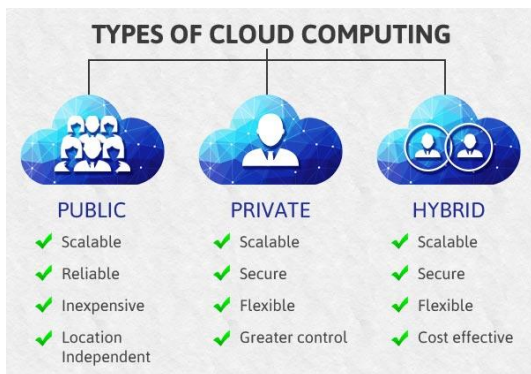 TYPES OF CLOUD COMPUTING
PUBLIC
Scalable
Reliable
Inexpensive
Location
Independent
PRIVATE
Scalable
Secure
Flexible
Greater control
HYBRID
Scalable
Secure
Flexible
Cost effective